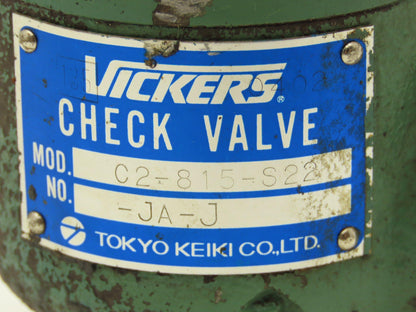 VICKERS®
CHECK VALVE
MOD. C2-815-S22
NO. -JA-J
TOKYO KEIKI CO.,LTD.